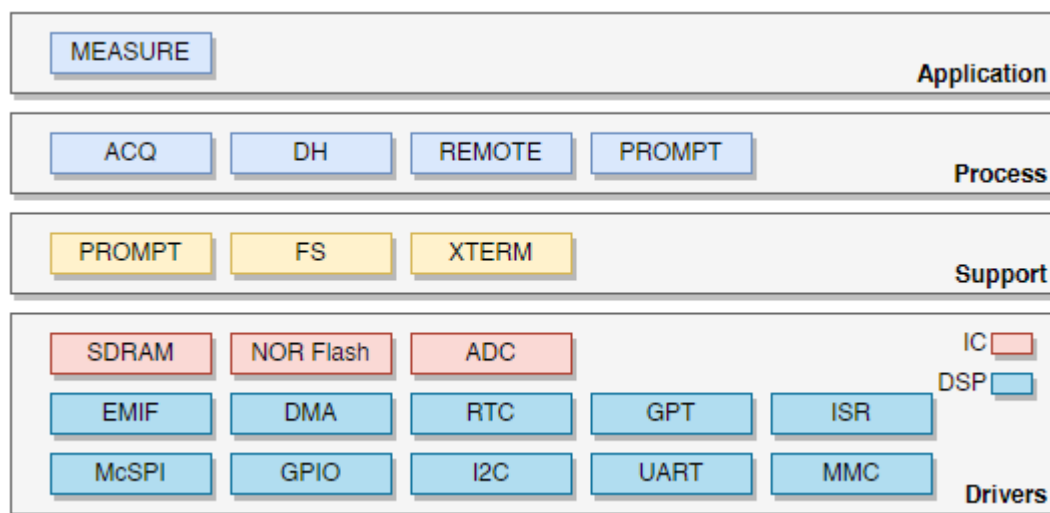 MEASURE
Application
ACQ DH REMOTE PROMPT
Process
PROMPT FS XTERM
Support
SDRAM NOR Flash ADC IC
DSP
EMIF DMA RTC GPT ISR
McSPI GPIO I2C UART MMC
Drivers